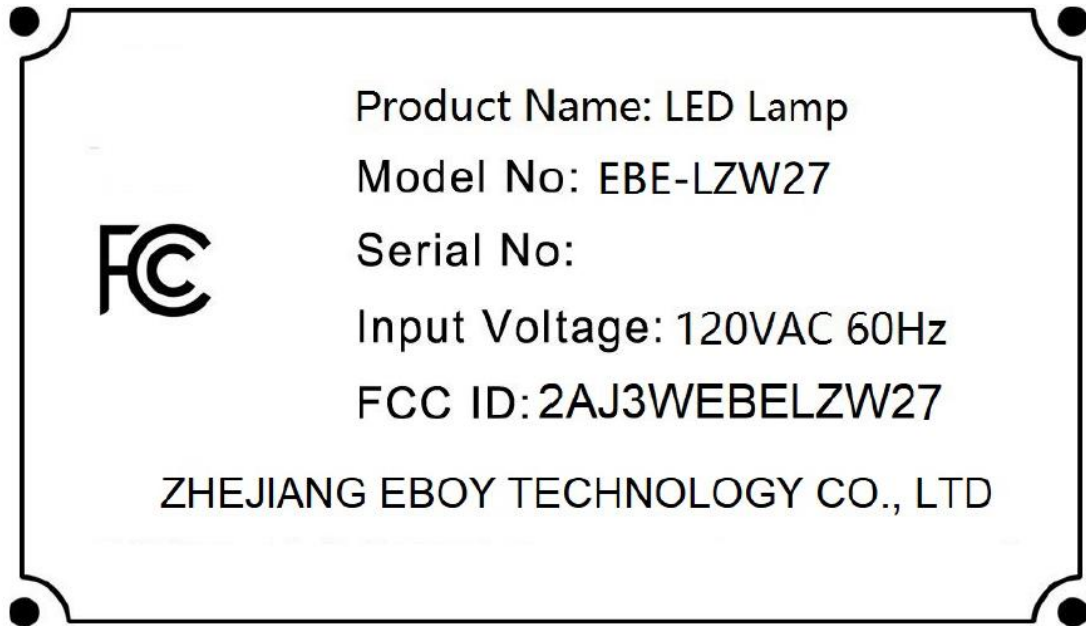 Product Name: LED Lamp
Model No: EBE-LZW27
Serial No:
FC
Input Voltage: 120VAC 60Hz
FCC ID: 2AJ3WEBELZW27
ZHEJIANG EBOY TECHNOLOGY CO., LTD